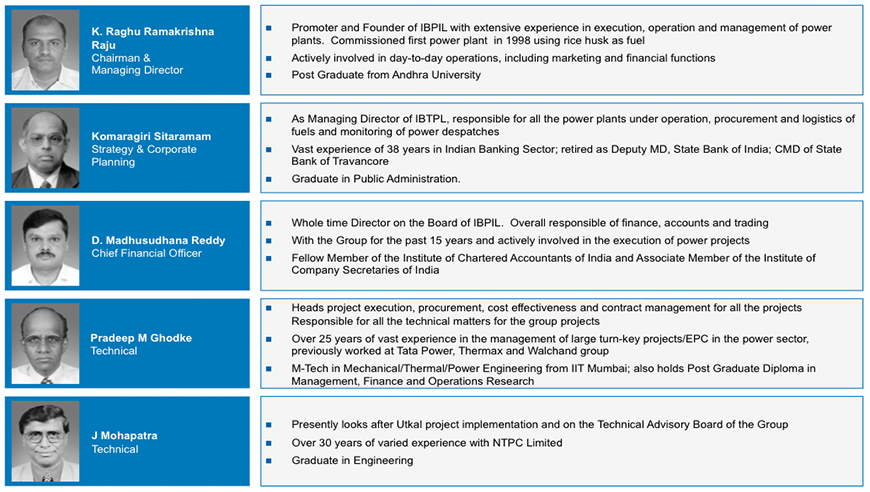 K. Raghu Ramakrishna
Raju
Chairman &
Managing Director
Promoter and Founder of IBPIL with extensive experience in execution, operation and management of power
plants. Commissioned first power plant in 1998 using rice husk as fuel
Actively involved in day-to-day operations, including marketing and financial functions
Post Graduate from Andhra University
Komaragiri Sitaramam
Strategy & Corporate
Planning
As Managing Director of IBTPL, responsible for all the power plants under operation, procurement and logistics of
fuels and monitoring of power despatches
Vast experience of 38 years in Indian Banking Sector; retired as Deputy MD, State Bank of India; CMD of State
Bank of Travancore
Graduate in Public Administration.
D. Madhusudhana Reddy
Chief Financial Officer
Whole time Director on the Board of IBPIL. Overall responsible of finance, accounts and trading
With the Group for the past 15 years and actively involved in the execution of power projects
Fellow Member of the Institute of Chartered Accountants of India and Associate Member of the Institute of
Company Secretaries of India
Pradeep M Ghodke
Technical
Heads project execution, procurement, cost effectiveness and contract management for all the projects
Responsible for all the technical matters for the group projects
Over 25 years of vast experience in the management of large turn-key projects/EPC in the power sector,
previously worked at Tata Power, Thermax and Walchand group
M-Tech in Mechanical/Thermal/Power Engineering from IIT Mumbai; also holds Post Graduate Diploma in
Management, Finance and Operations Research
J Mohapatra
Technical
Presently looks after Utkal project implementation and on the Technical Advisory Board of the Group
Over 30 years of varied experience with NTPC Limited
Graduate in Engineering